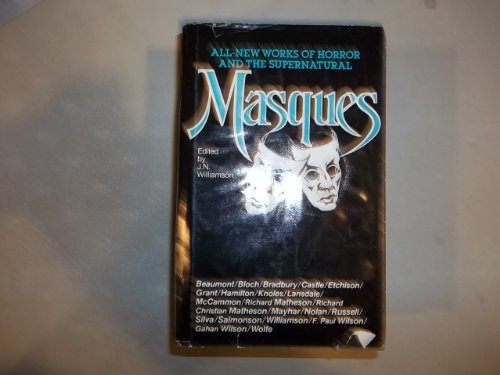 ALL-NEW WORKS OF HORROR
AND THE SUPERNATURAL
Masques
Edited
by
J.N.
Williamson
Beaumont/Bloch/Bradbury/Castle/Etchison/
Grant/Hamilton/Knoles/Lansdale/
McCammon/Richard Matheson/Richard
Christian Matheson/Mayhar/Nolan/Russell/
Silva/Salmonson/Williamson/F. Paul Wilson/
Gahan Wilson/Wolfe